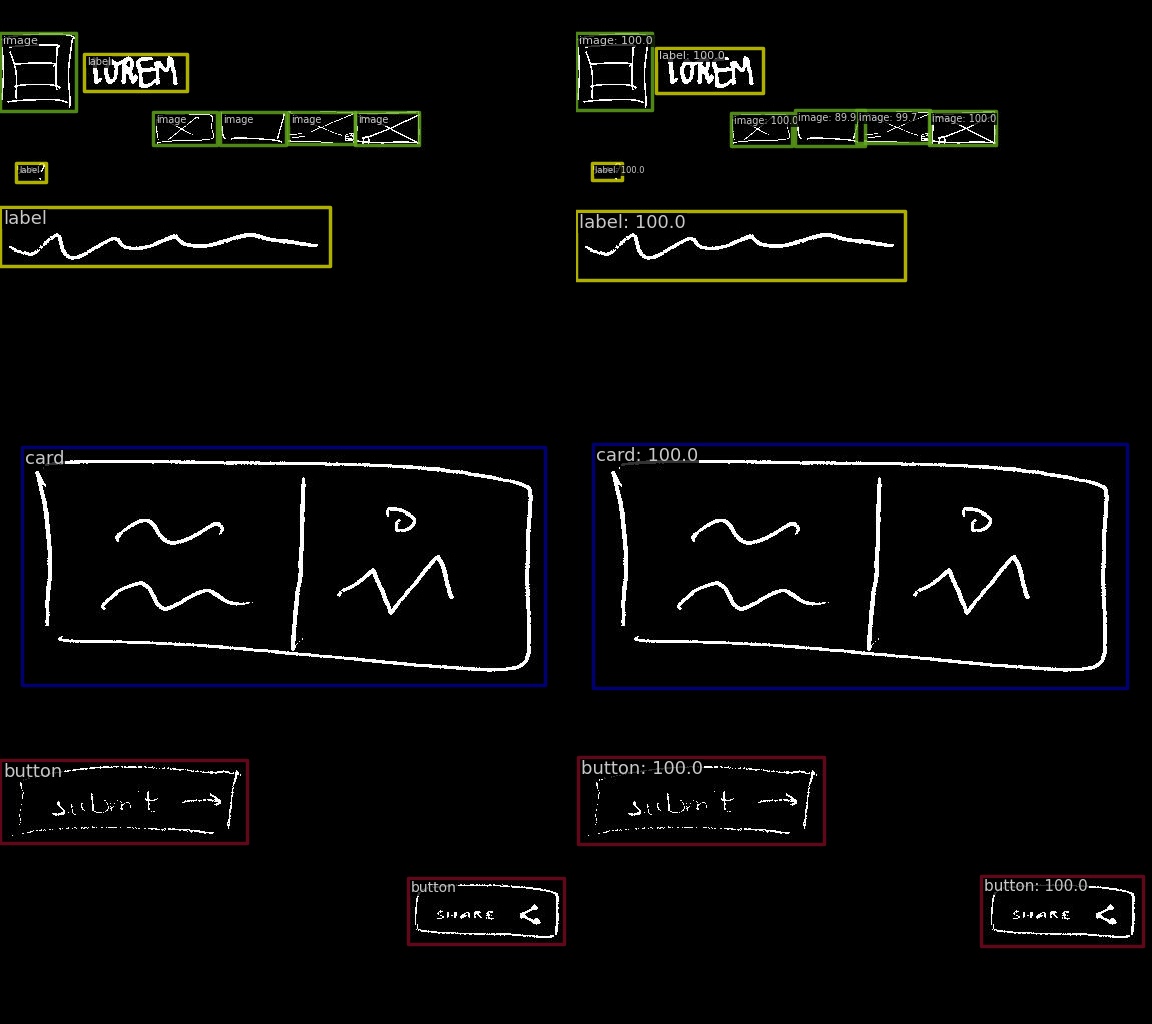 image image: 100.0
label label: 100.0
LOREM LOREM
image image image image image: 100.0 image: 89.9 image: 99.7 image: 100.0
label label: 100.0
label label: 100.0
card card: 100.0
button button: 100.0
submit → submit →
button button: 100.0
SHARE SHARE